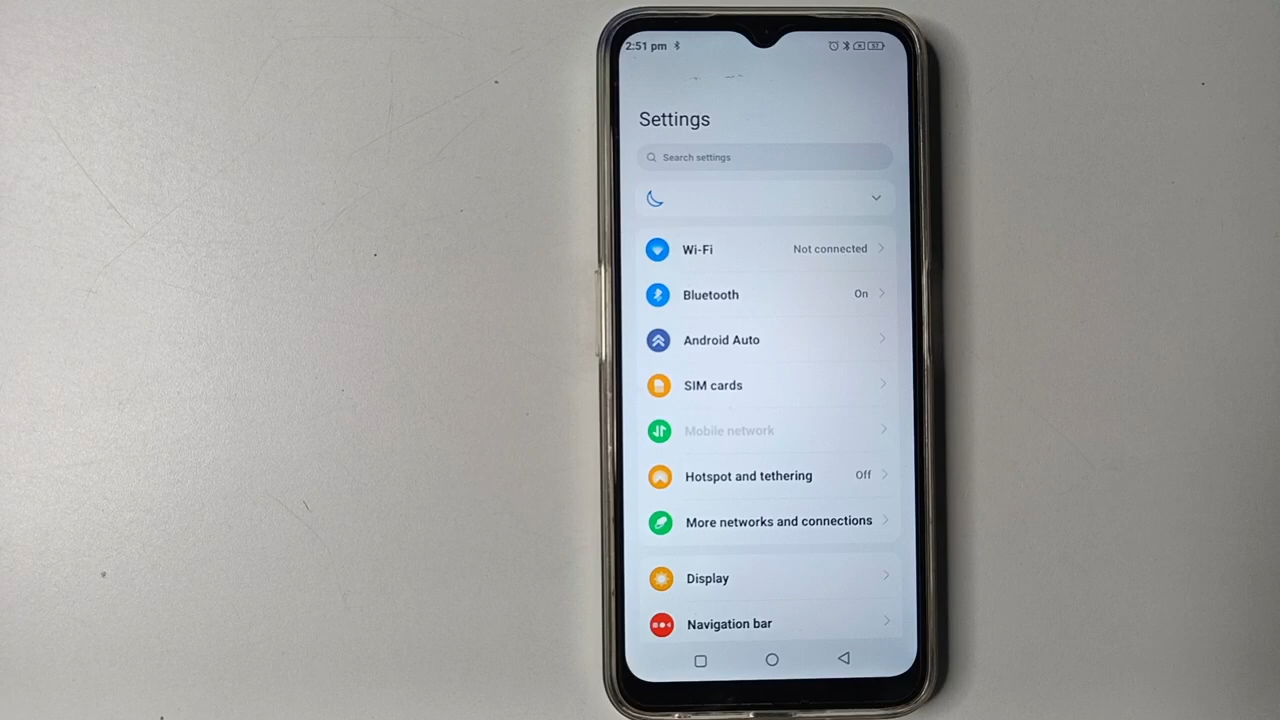 2:51 pm
57
Settings
Search settings
Wi-Fi Not connected
Bluetooth On
Android Auto
SIM cards
Mobile network
Hotspot and tethering Off
More networks and connections
Display
Navigation bar